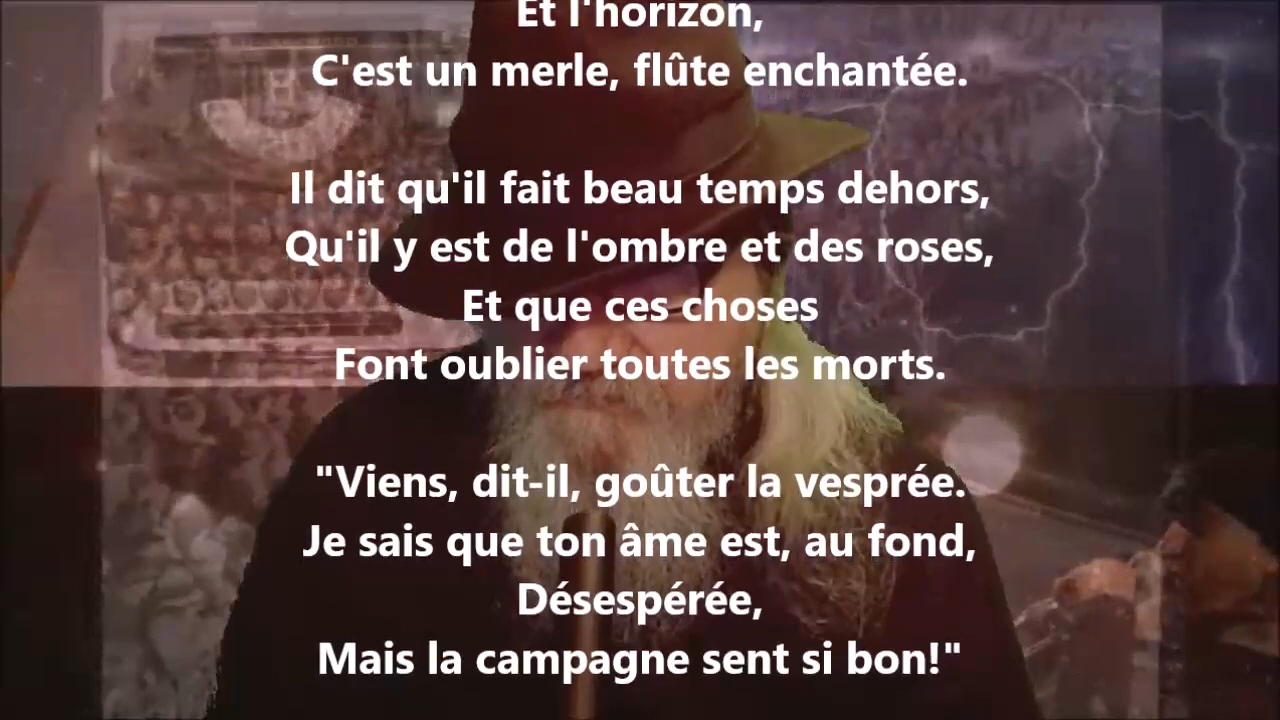 Et l'horizon,
C'est un merle, flûte enchantée.
Il dit qu'il fait beau temps dehors,
Qu'il y est de l'ombre et des roses,
Et que ces choses
Font oublier toutes les morts.
"Viens, dit-il, goûter la vesprée.
Je sais que ton âme est, au fond,
Désespérée,
Mais la campagne sent si bon!"